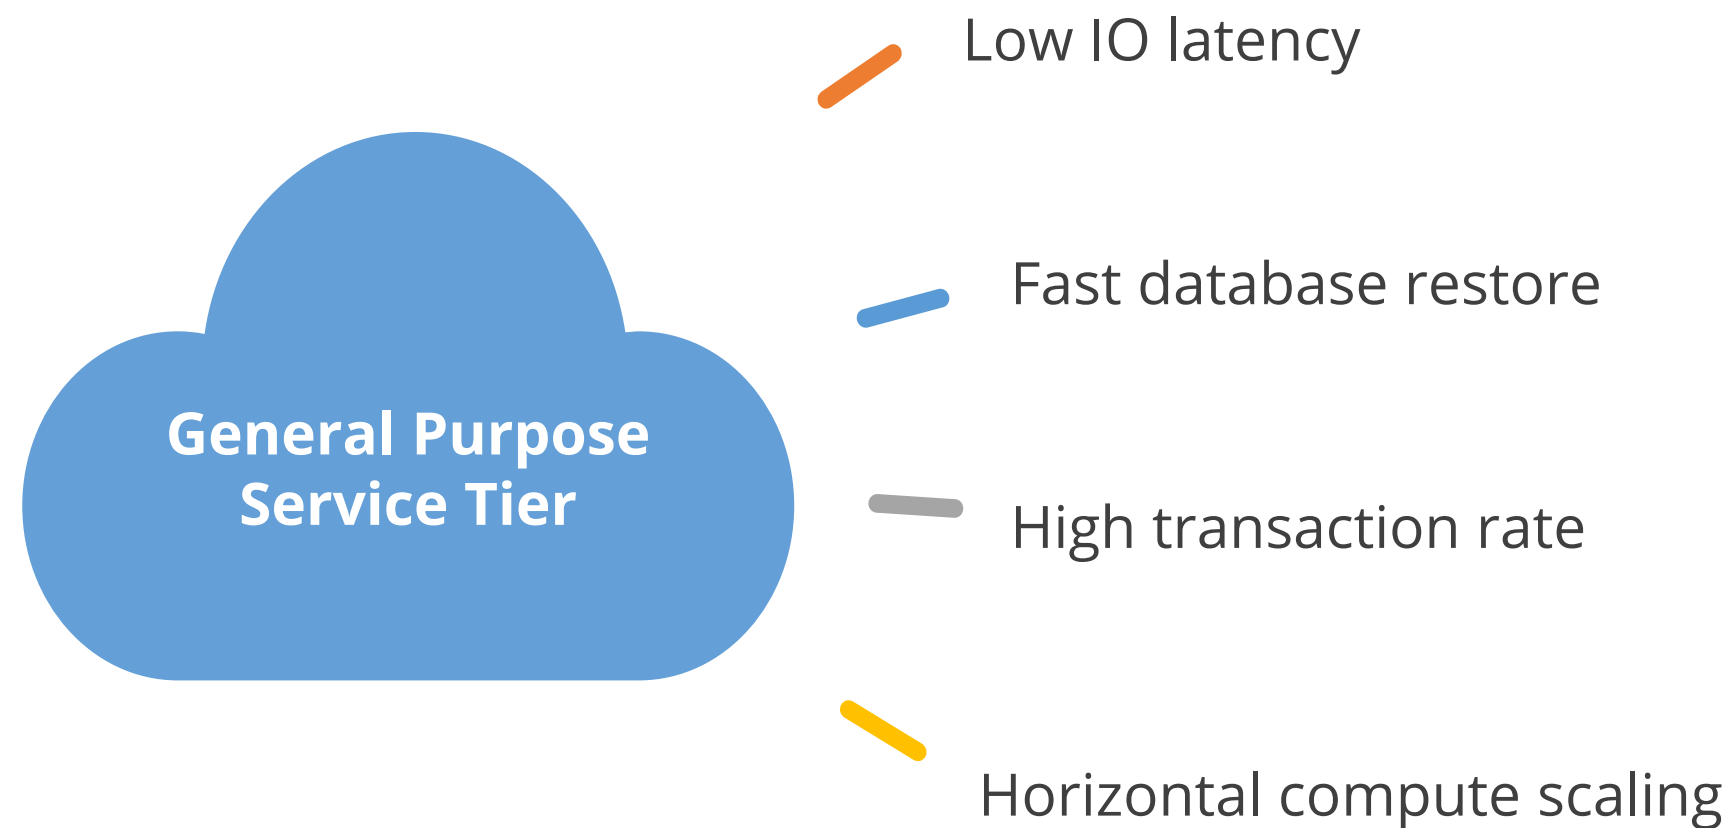 Low IO latency
Fast database restore
General Purpose
Service Tier
High transaction rate
Horizontal compute scaling